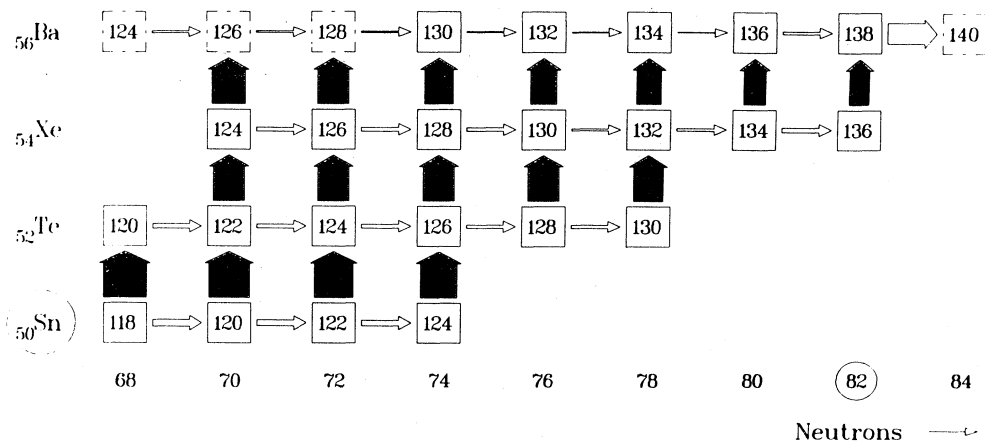 56Ba 124 126 128 130 132 134 136 138 140
54Xe 124 126 128 130 132 134 136
52Te 120 122 124 126 128 130
50Sn 118 120 122 124
68 70 72 74 76 78 80 82 84
Neutrons